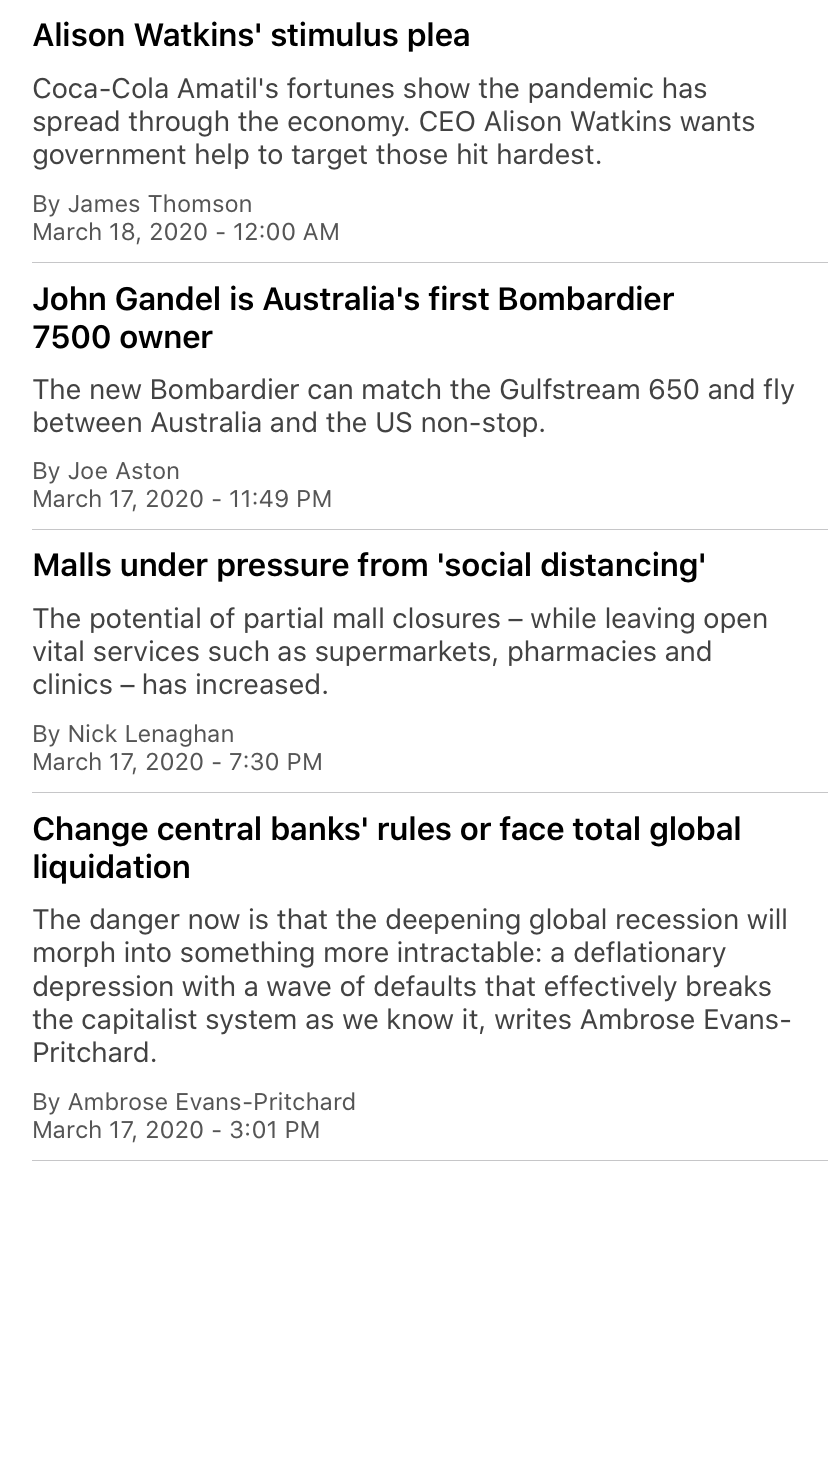 Alison Watkins' stimulus plea
Coca-Cola Amatil's fortunes show the pandemic has
spread through the economy. CEO Alison Watkins wants
government help to target those hit hardest.
By James Thomson
March 18, 2020 - 12:00 AM
John Gandel is Australia's first Bombardier
7500 owner
The new Bombardier can match the Gulfstream 650 and fly
between Australia and the US non-stop.
By Joe Aston
March 17, 2020 - 11:49 PM
Malls under pressure from 'social distancing'
The potential of partial mall closures – while leaving open
vital services such as supermarkets, pharmacies and
clinics – has increased.
By Nick Lenaghan
March 17, 2020 - 7:30 PM
Change central banks' rules or face total global
liquidation
The danger now is that the deepening global recession will
morph into something more intractable: a deflationary
depression with a wave of defaults that effectively breaks
the capitalist system as we know it, writes Ambrose Evans-
Pritchard.
By Ambrose Evans-Pritchard
March 17, 2020 - 3:01 PM